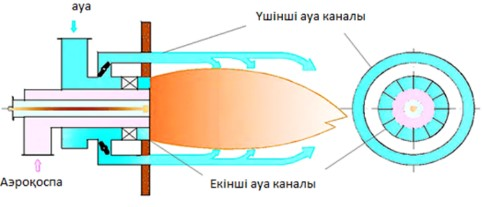 ауа
Үшінші ауа каналы
Аэроқоспа
Екінші ауа каналы